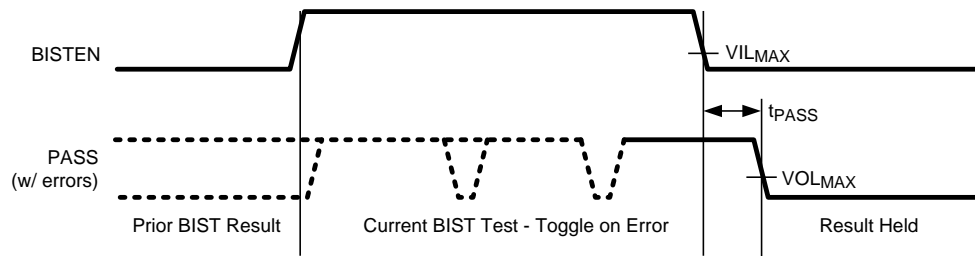 BISTEN
VILMAX
tPASS
PASS
(w/ errors)
VOLMAX
Prior BIST Result
Current BIST Test - Toggle on Error
Result Held